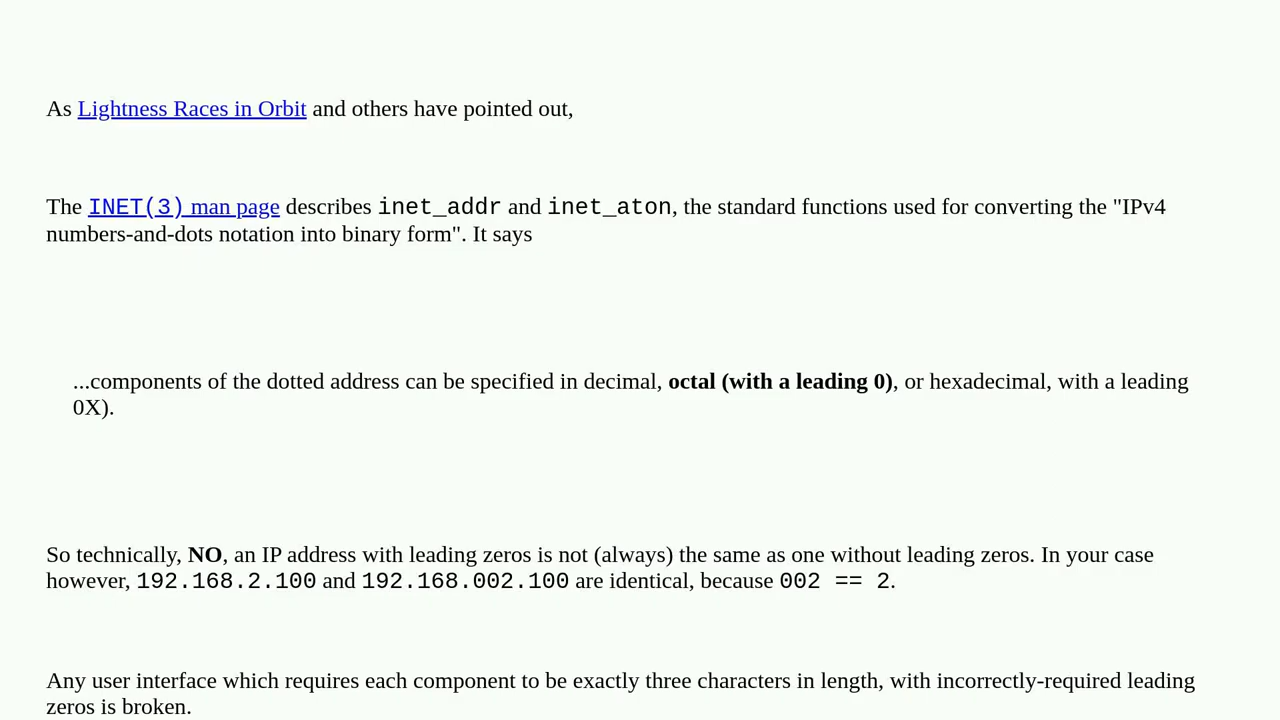 As Lightness Races in Orbit and others have pointed out,
The INET(3) man page describes inet_addr and inet_aton, the standard functions used for converting the "IPv4
numbers-and-dots notation into binary form". It says
...components of the dotted address can be specified in decimal, octal (with a leading 0), or hexadecimal, with a leading
0X).
So technically, NO, an IP address with leading zeros is not (always) the same as one without leading zeros. In your case
however, 192.168.2.100 and 192.168.002.100 are identical, because 002 == 2.
Any user interface which requires each component to be exactly three characters in length, with incorrectly-required leading
zeros is broken.